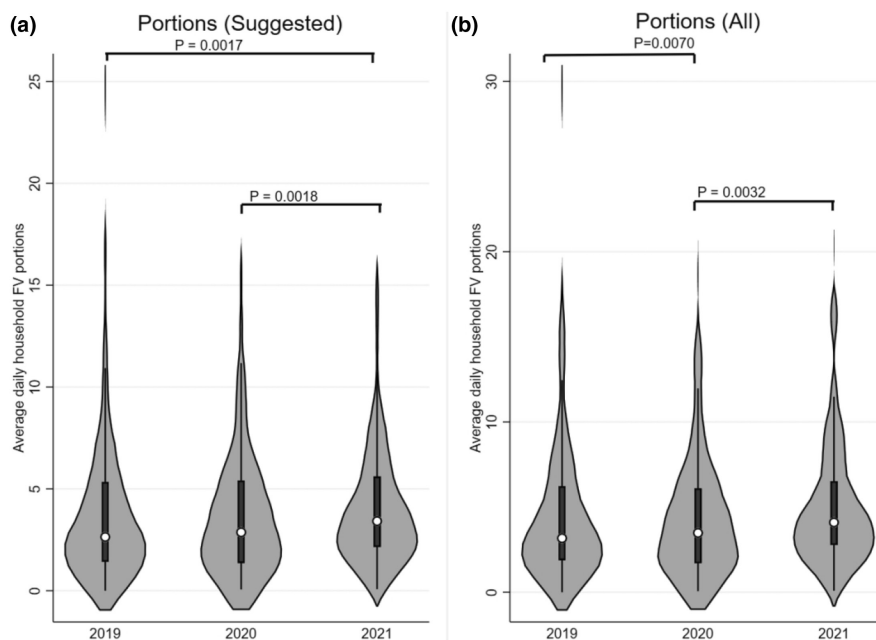 (a) Portions (Suggested)
P = 0.0017
P = 0.0018
Average daily household FV portions
25
20
15
10
5
0
2019 2020 2021
(b) Portions (All)
P=0.0070
P = 0.0032
Average daily household FV portions
30
20
10
0
2019 2020 2021